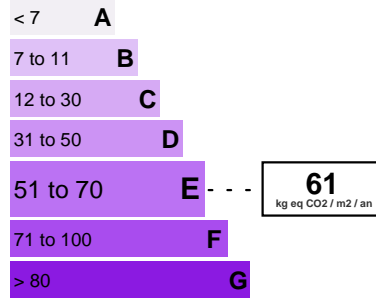 < 7 A
7 to 11 B
12 to 30 C
31 to 50 D
51 to 70 E
61
kg eq CO2 / m2 / an
71 to 100 F
> 80 G